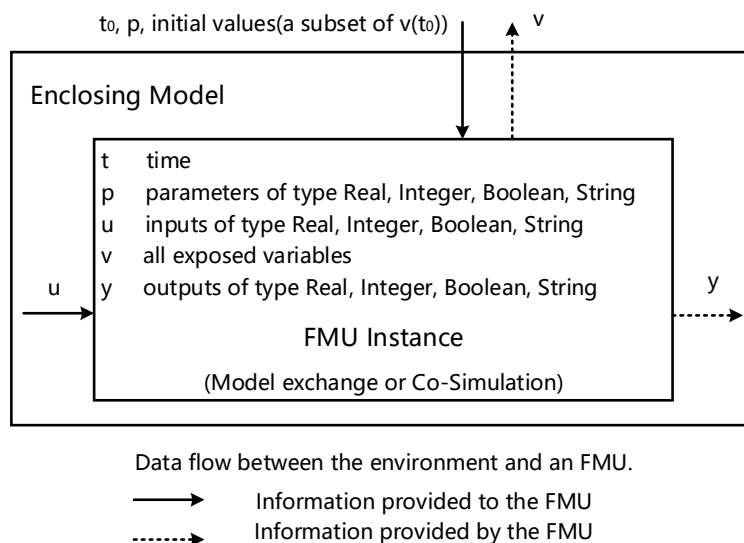 t₀, p, initial values(a subset of v(t₀))
v
Enclosing Model
t time
p parameters of type Real, Integer, Boolean, String
u inputs of type Real, Integer, Boolean, String
v all exposed variables
y outputs of type Real, Integer, Boolean, String
u
y
FMU Instance
(Model exchange or Co-Simulation)
Data flow between the environment and an FMU.
Information provided to the FMU
Information provided by the FMU